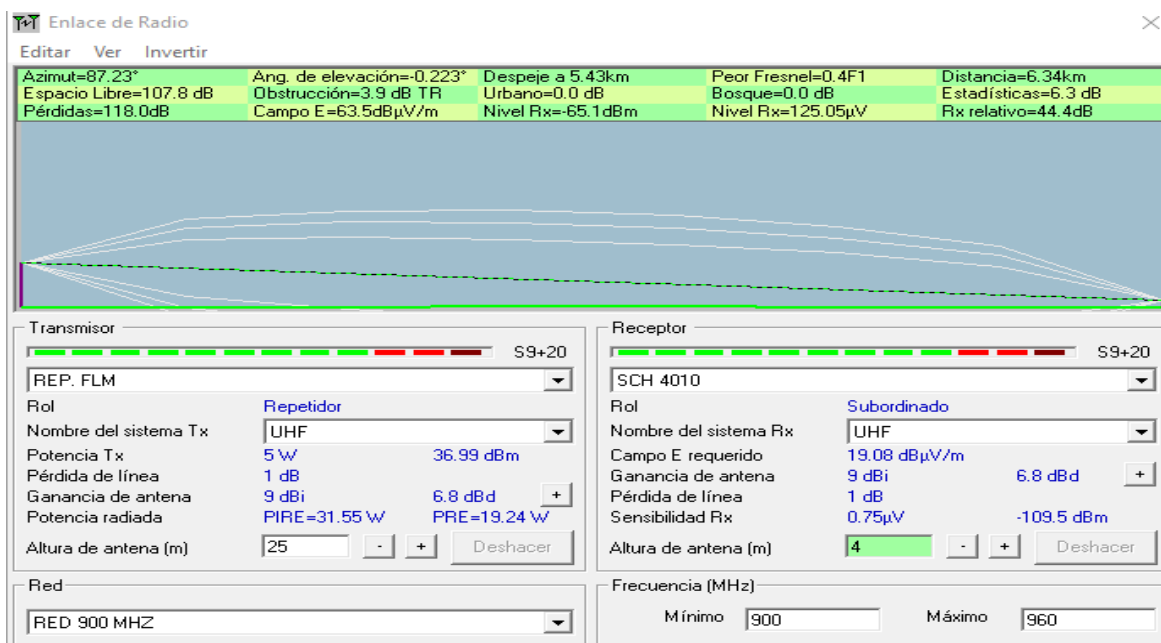 Enlace de Radio
Editar Ver Invertir
Azimut=87.23° Ang. de elevación=-0.223° Despeje a 5.43km Peor Fresnel=0.4F1 Distancia=6.34km
Espacio Libre=107.8 dB Obstrucción=3.9 dB TR Urbano=0.0 dB Bosque=0.0 dB Estadísticas=6.3 dB
Pérdidas=118.0dB Campo E=63.5dBµV/m Nivel Rx=-65.1dBm Nivel Rx=125.05µV Rx relativo=44.4dB
Transmisor
S9+20
REP. FLM
Rol Repetidor
Nombre del sistema Tx UHF
Potencia Tx 5 W 36.99 dBm
Pérdida de línea 1 dB
Ganancia de antena 9 dBi 6.8 dBd +
Potencia radiada PIRE=31.55 W PRE=19.24 W
Altura de antena (m) 25 - + Deshacer
Receptor
S9+20
SCH 4010
Rol Subordinado
Nombre del sistema Rx UHF
Campo E requerido 19.08 dBµV/m
Ganancia de antena 9 dBi 6.8 dBd +
Pérdida de línea 1 dB
Sensibilidad Rx 0.75µV -109.5 dBm
Altura de antena (m) 4 - + Deshacer
Red
RED 900 MHZ
Frecuencia (MHz)
Mínimo 900 Máximo 960